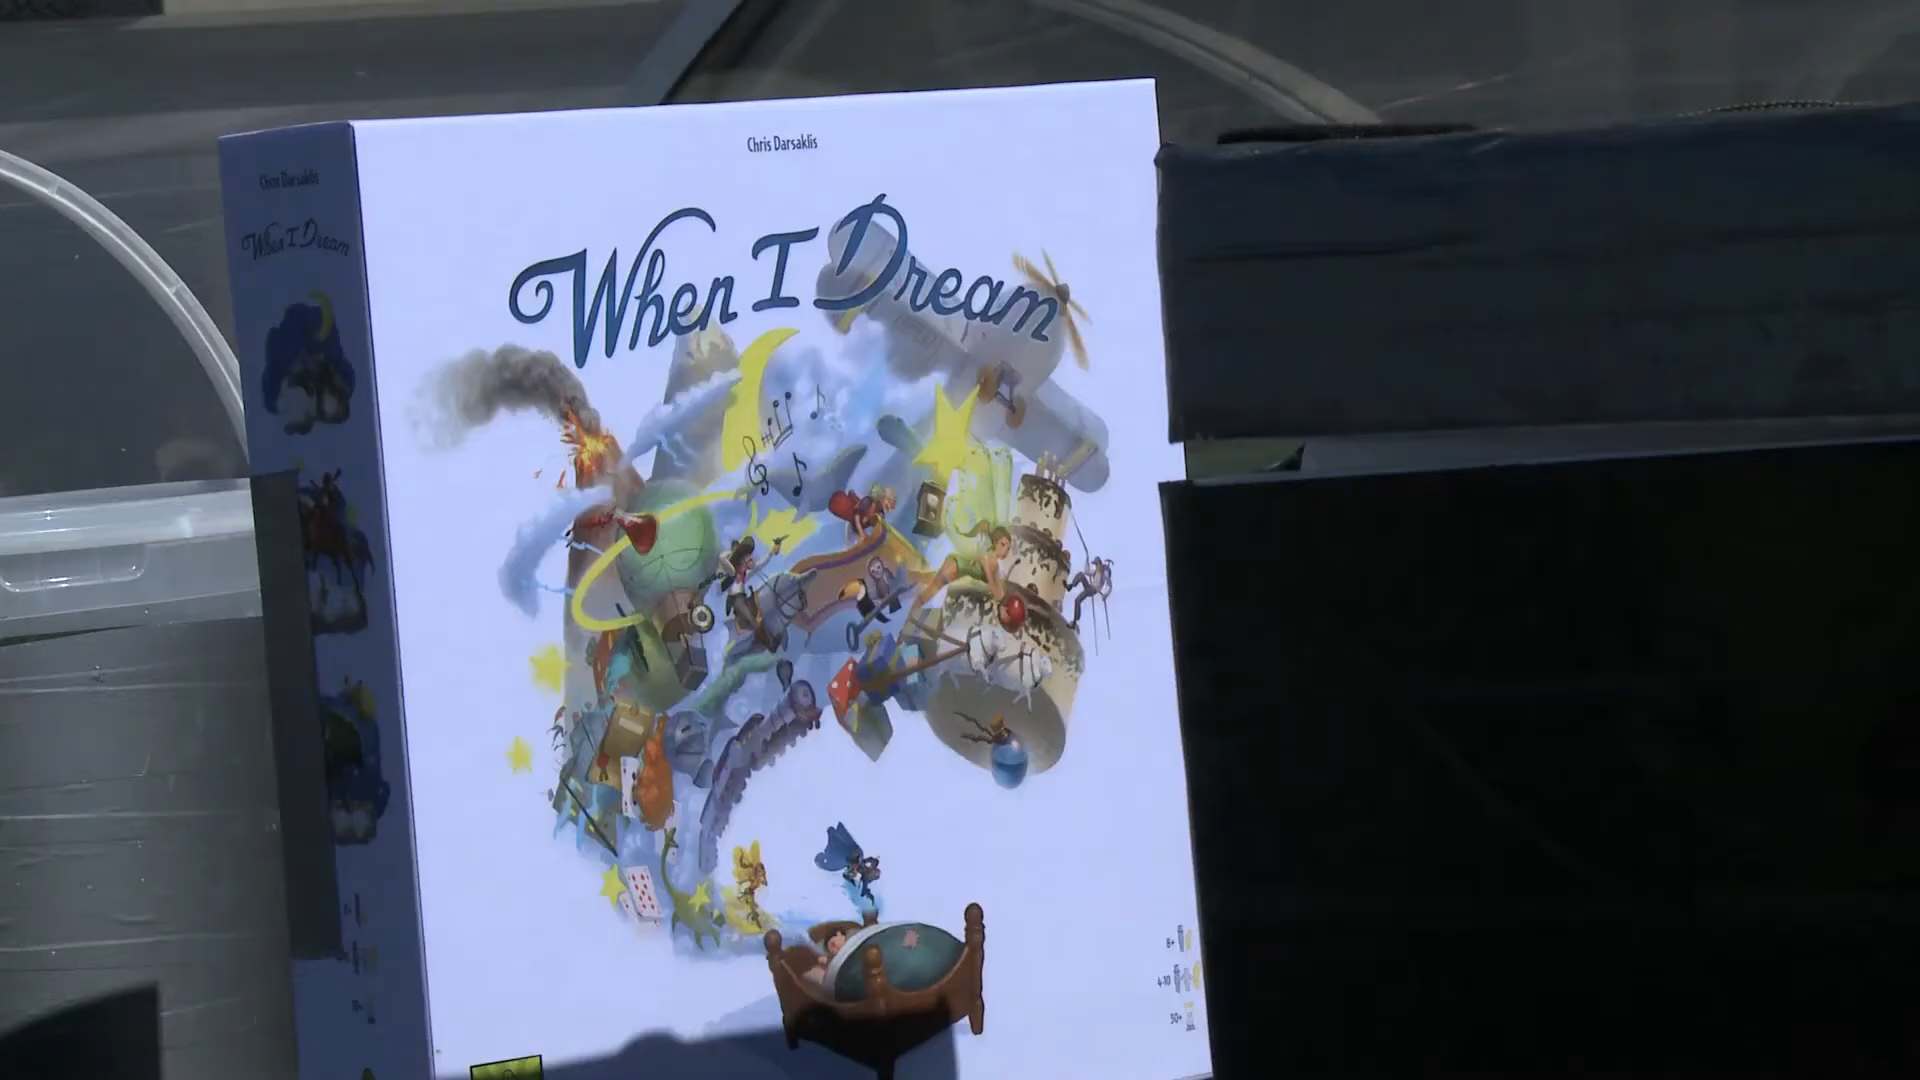 Chris Darsaklis
Chris Darsaklis
When I Dream
When I Dream
8+
4-10
30+